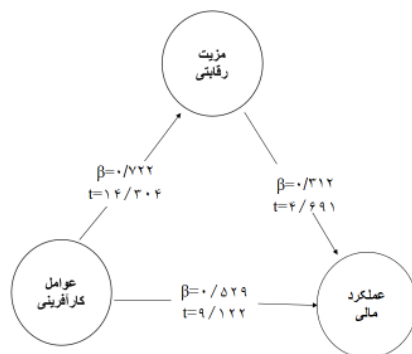 مزیت
رقابتی
β=۰/۷۲۲
t=۱۴/۳۰۴
β=۰/۳۱۲
t=۴/۶۹۱
عوامل
کارآفرینی
β=۰/۵۲۹
t=۹/۱۲۲
عملکرد
مالی